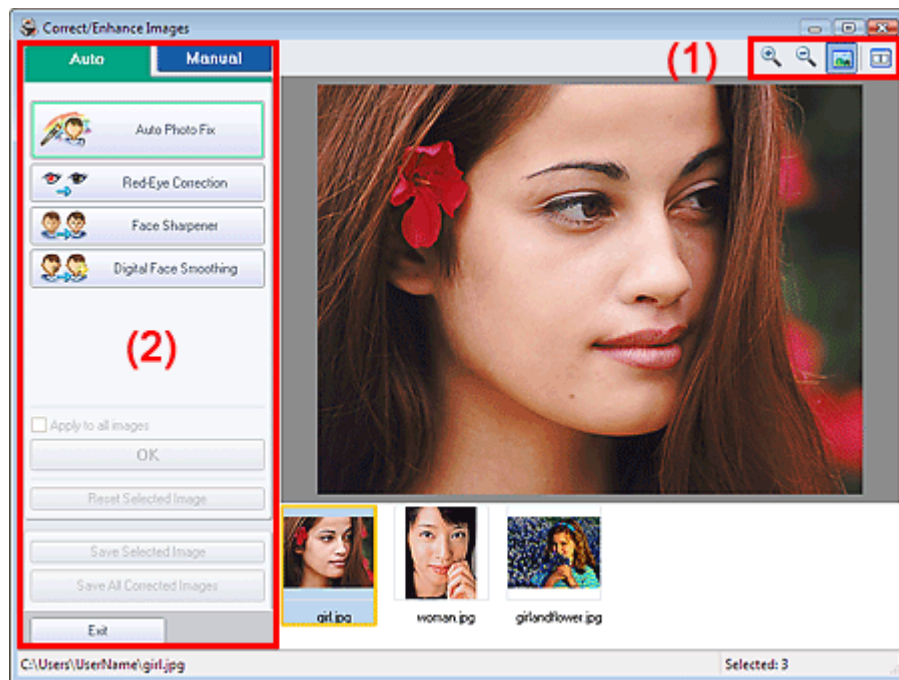 Correct/Enhance Images
Auto
Manual
(1)
Auto Photo Fix
Red-Eye Correction
Face Sharpener
Digital Face Smoothing
(2)
Apply to all images
OK
Reset Selected Image
Save Selected Image
Save All Corrected Images
Exit
girl.jpg
woman.jpg
girlandflower.jpg
C:\Users\UserName\girl.jpg
Selected: 3